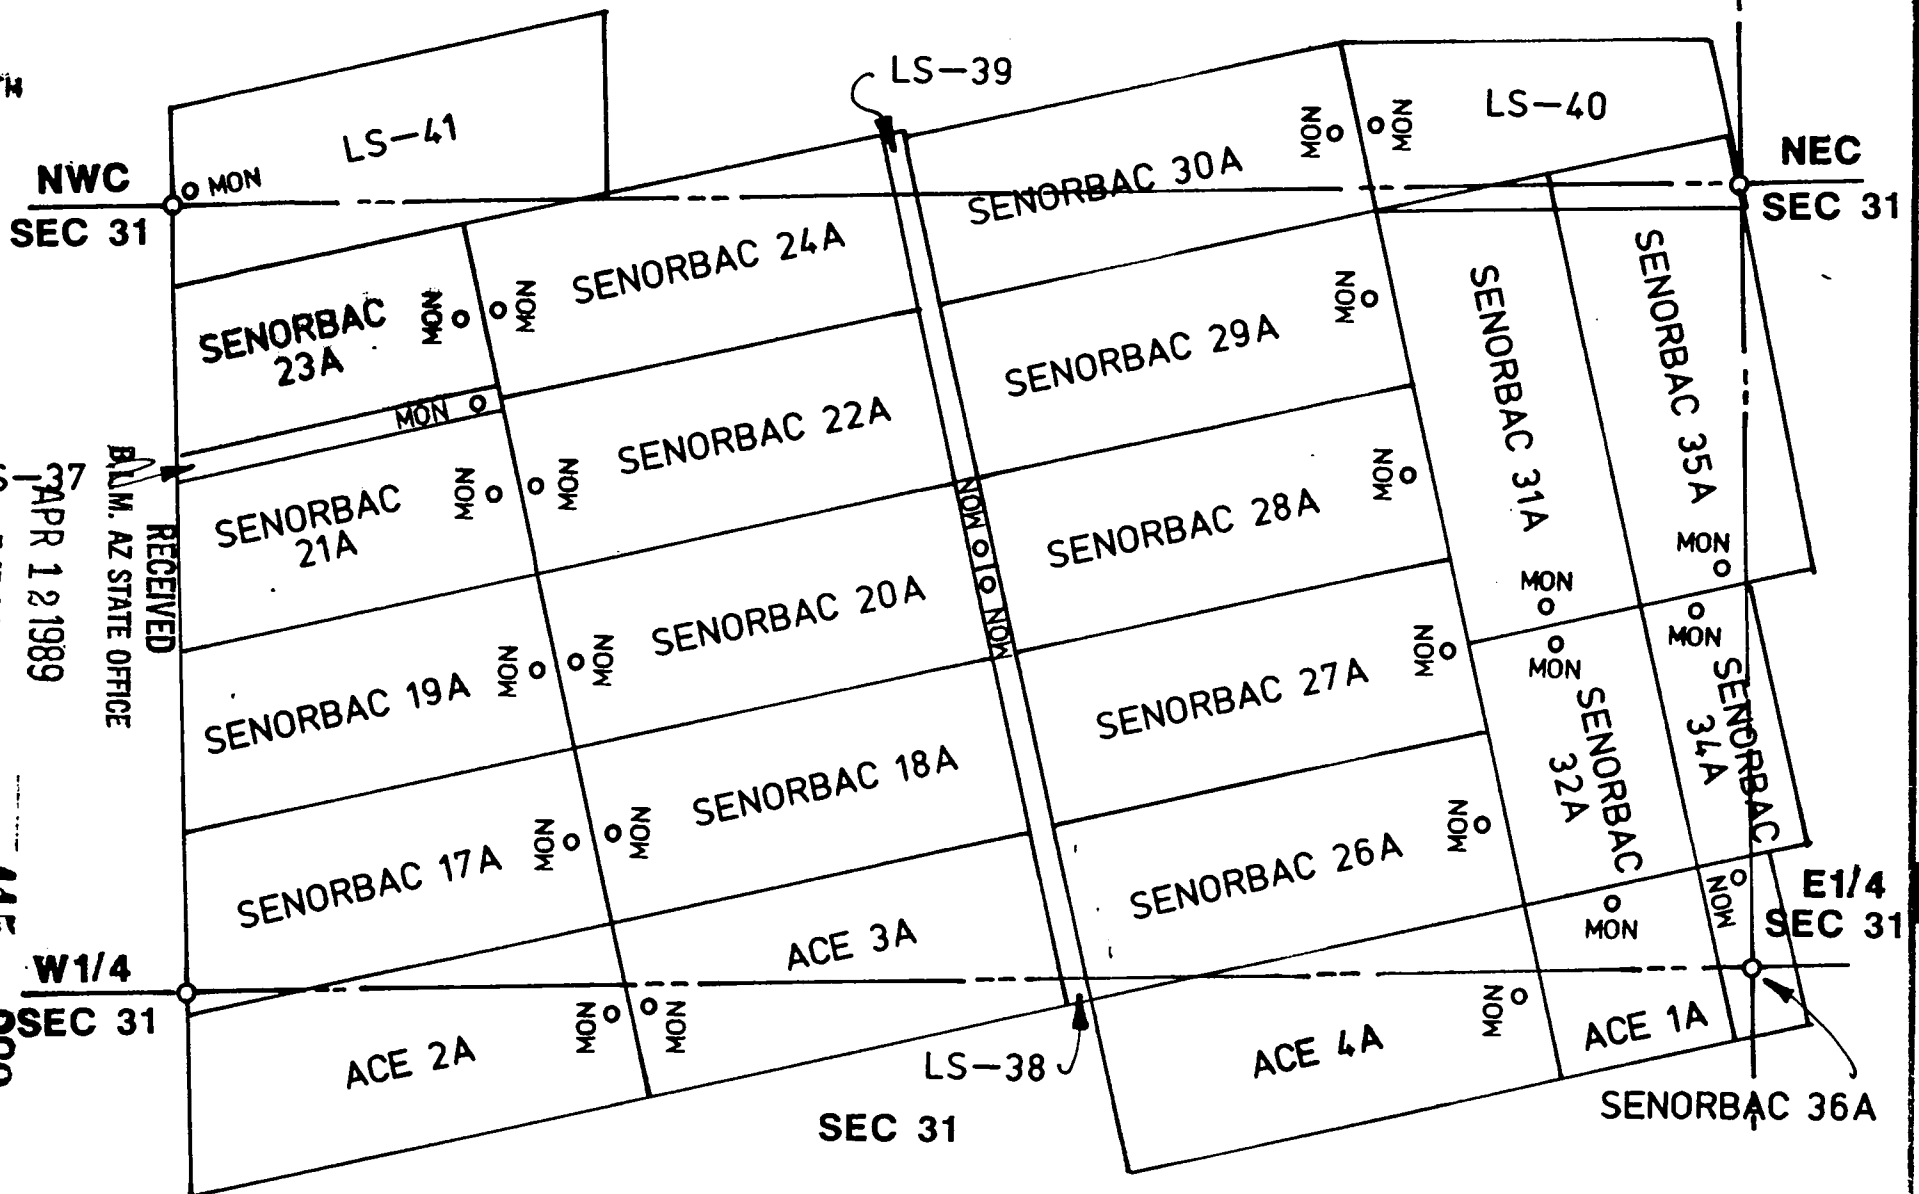 LS-39
LS-40
LS-41
MON
MON
MON
NWC
SEC 31
NEC
SEC 31
SENORBAC 30A
SENORBAC 24A
SENORBAC
23A
MON
MON
MON
SENORBAC 29A
MON
SENORBAC 31A
SENORBAC 35A
SENORBAC 22A
-37
SENORBAC
21A
MON
MON
SENORBAC 28A
MON
MON
MON
RECEIVED
B.L.M. AZ STATE OFFICE
APR 12 1989
SENORBAC 20A
SENORBAC 19A
MON
MON
SENORBAC 27A
MON
MON
MON
MON
MON
SENORBAC
32A
SENORBAC
34A
SENORBAC 18A
SENORBAC 17A
MON
MON
SENORBAC 26A
MON
MON
MON
E1/4
SEC 31
W1/4
SEC 31
ACE 3A
ACE 2A
MON
MON
LS-38
ACE 4A
MON
ACE 1A
SENORBAC 36A
SEC 31